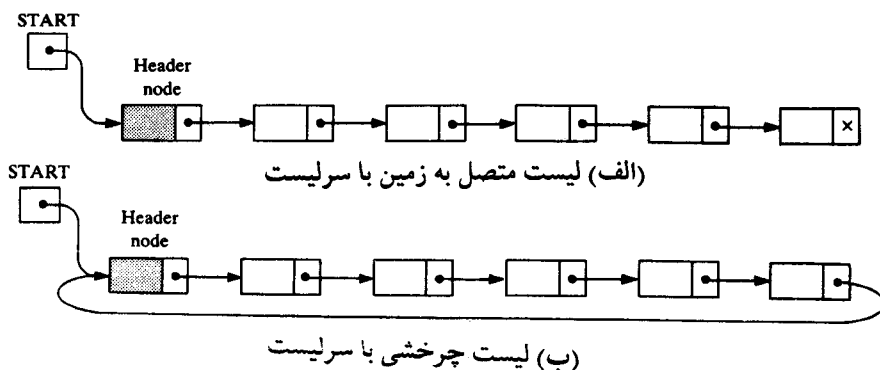 START
Header
node
×
(الف) لیست متصل به زمین با سرلیست
START
Header
node
(ب) لیست چرخشی با سرلیست